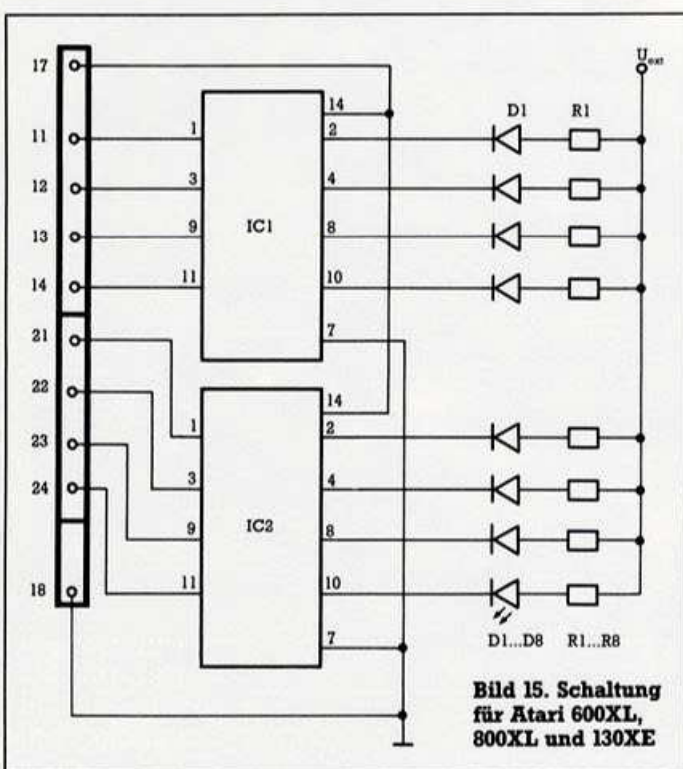 U ext
17
14
D1 R1
11 1 2
12 3 4
IC1
13 9 8
14 11 10
21 7
22 14
1 2
23 3 4
24 IC2
9 8
18 11 10
7 D1...D8 R1...R8
Bild 15. Schaltung
für Atari 600XL,
800XL und 130XE